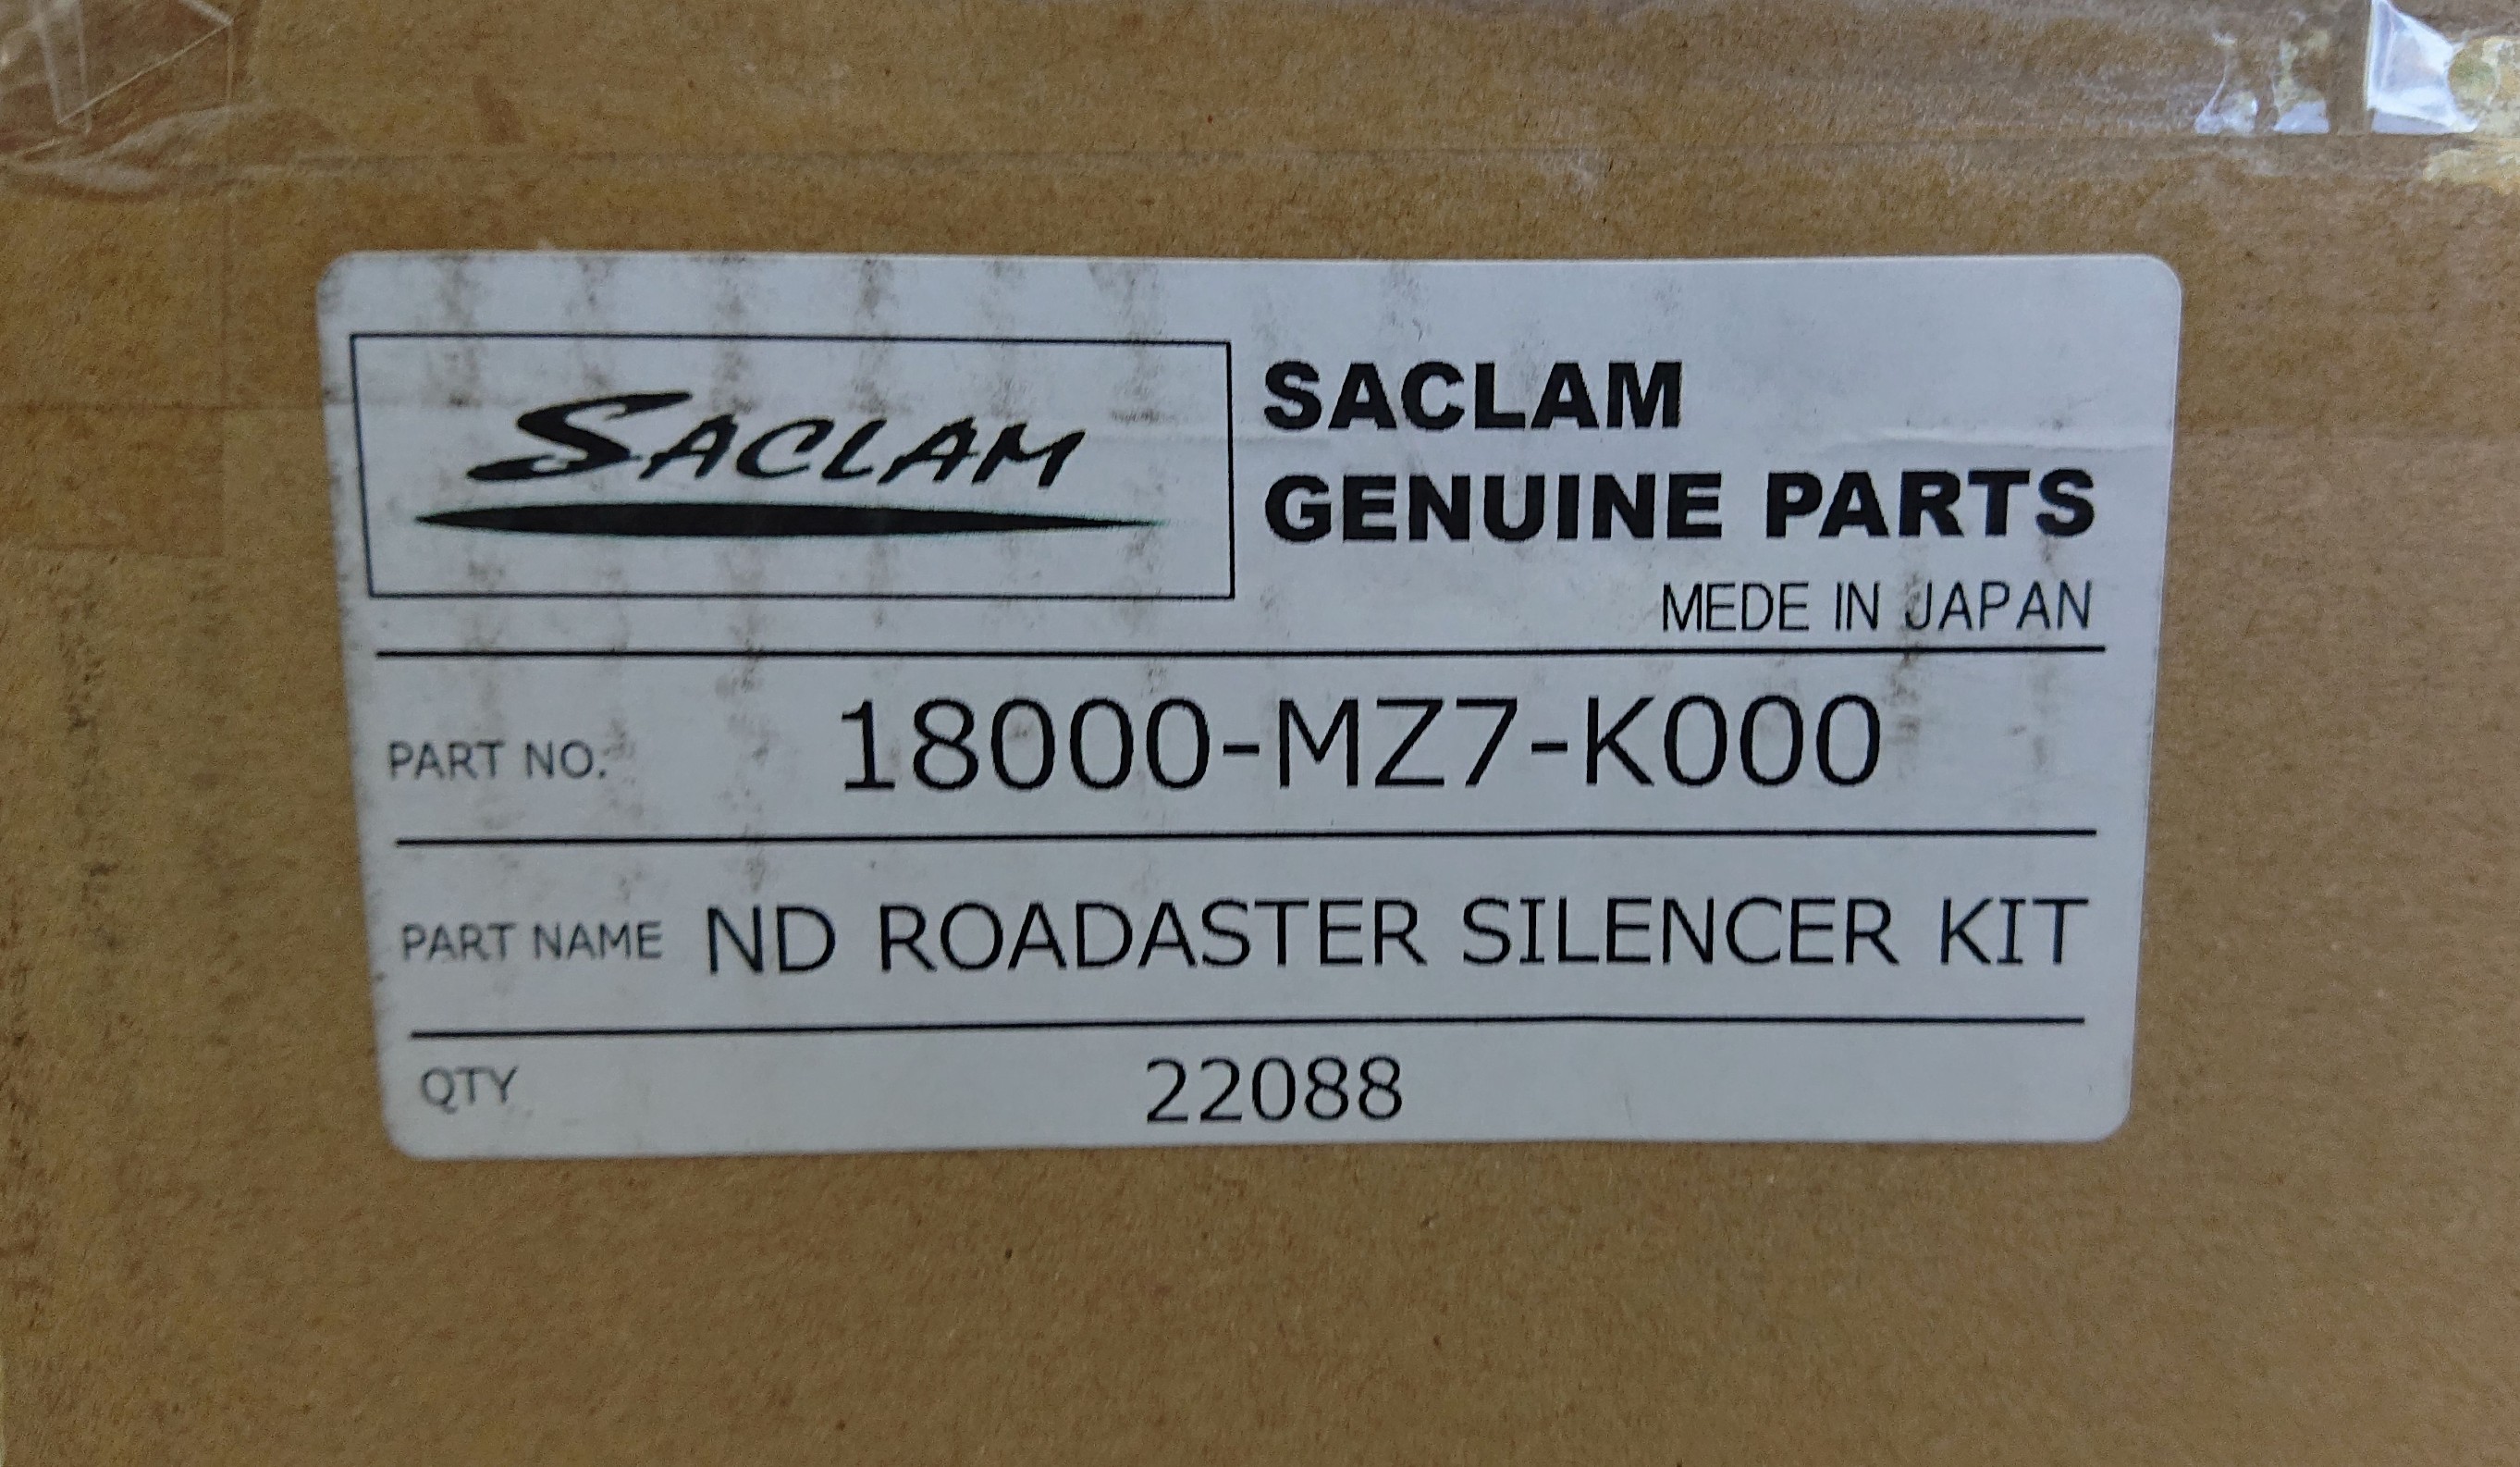 SACLAM
SACLAM
GENUINE PARTS
MEDE IN JAPAN
PART NO. 18000-MZ7-K000
PART NAME ND ROADASTER SILENCER KIT
QTY 22088